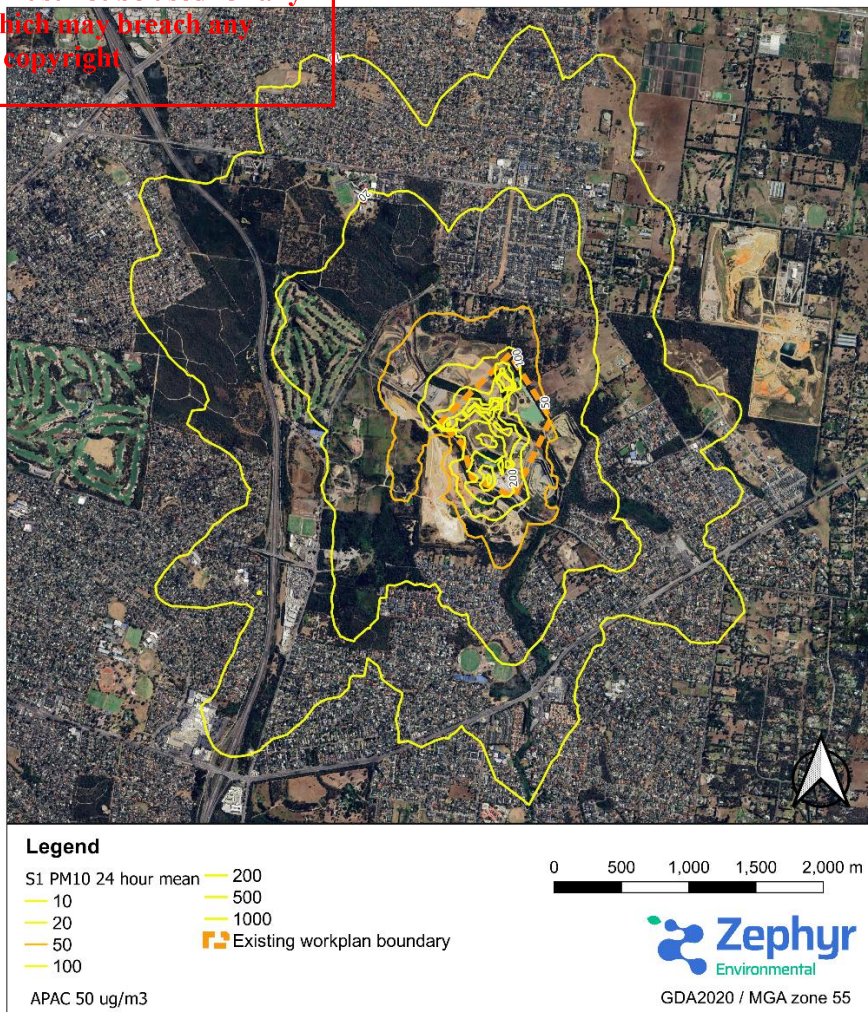 which may breach any
copyright
20
100
50
200
Legend
S1 PM10 24 hour mean
10
20
50
100
200
500
1000
Existing workplan boundary
APAC 50 ug/m3
0 500 1,000 1,500 2,000 m
Zephyr
Environmental
GDA2020 / MGA zone 55